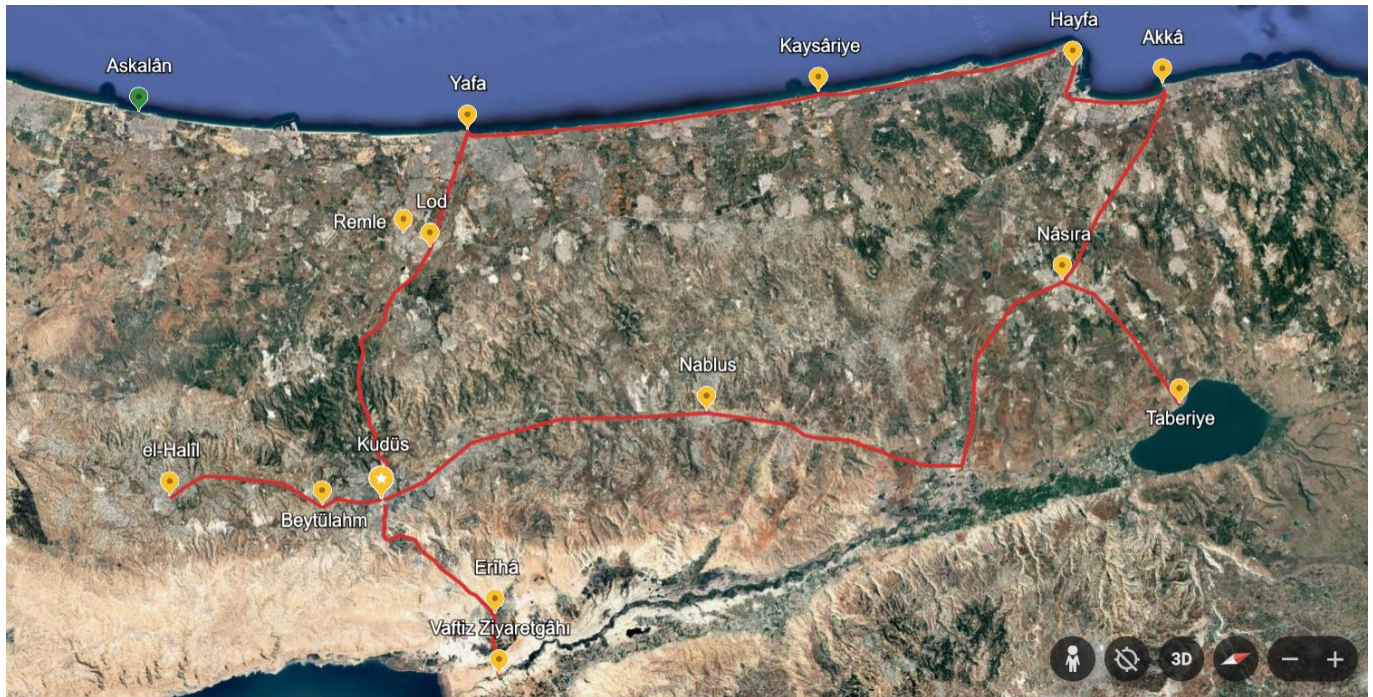 Hayfa
Akkâ
Kaysâriye
Askalân
Yafa
Lod
Remle
Nâsıra
Nablus
Taberiye
Kudüs
el-Halîl
Beytülahm
Erîhâ
Vaftiz Ziyaretgâhı
3D